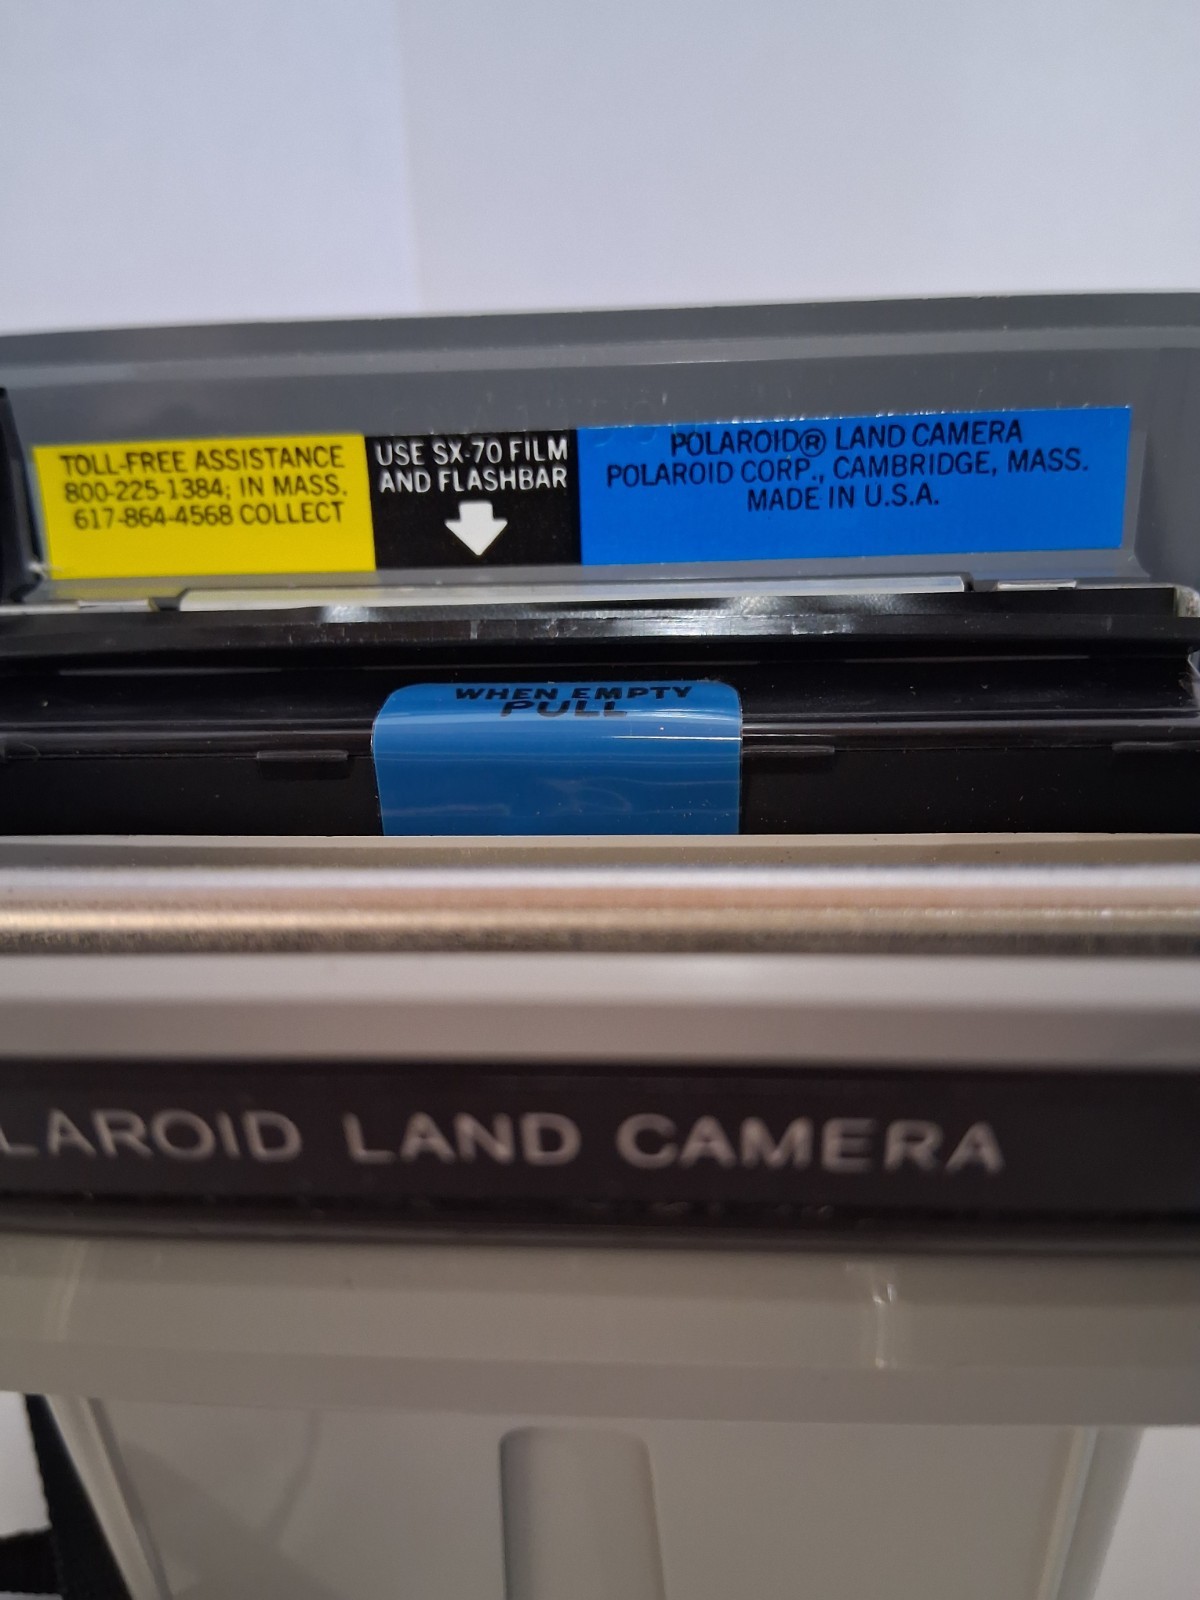 TOLL-FREE ASSISTANCE
800-225-1384; IN MASS.
617-864-4568 COLLECT
USE SX-70 FILM
AND FLASHBAR
POLAROID® LAND CAMERA
POLAROID CORP., CAMBRIDGE, MASS.
MADE IN U.S.A.
WHEN EMPTY
PULL
LAROID LAND CAMERA